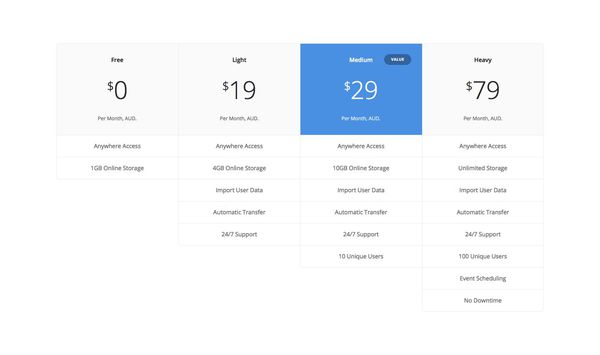 Free
$0
Per Month, AUD.
Anywhere Access
1GB Online Storage
Light
$19
Per Month, AUD.
Anywhere Access
4GB Online Storage
Import User Data
Automatic Transfer
24/7 Support
Medium
VALUE
$29
Per Month, AUD.
Anywhere Access
10GB Online Storage
Import User Data
Automatic Transfer
24/7 Support
10 Unique Users
Heavy
$79
Per Month, AUD.
Anywhere Access
Unlimited Storage
Import User Data
Automatic Transfer
24/7 Support
100 Unique Users
Event Scheduling
No Downtime